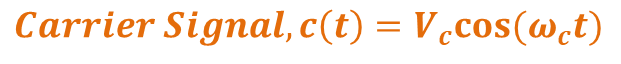 Carrier Signal, c(t) = V_c cos(ω_c t)